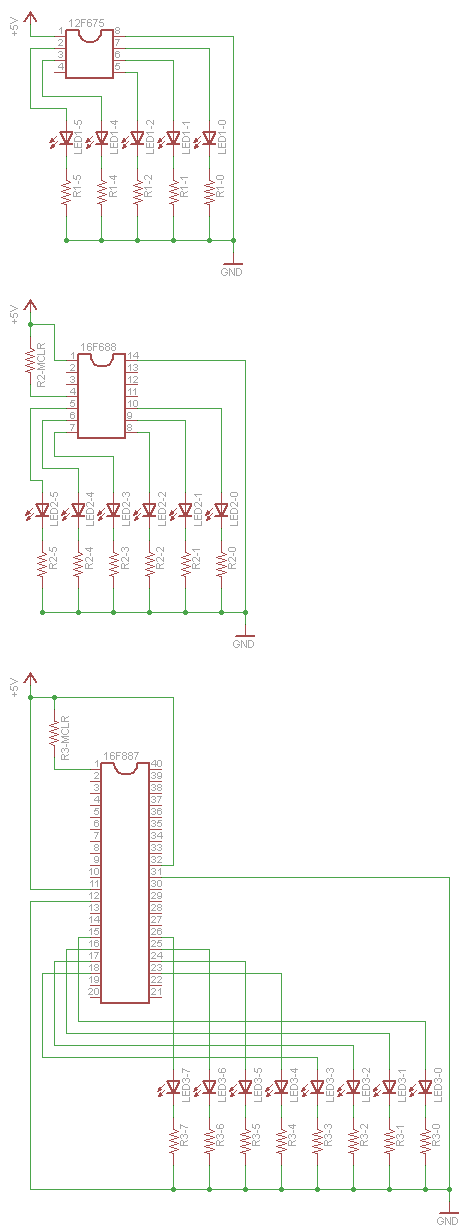 +5V
12F675
1 8
2 7
3 6
4 5
LED1-5 LED1-4 LED1-2 LED1-1 LED1-0
R1-5 R1-4 R1-2 R1-1 R1-0
GND
+5V
R2-MCLR
16F688
1 14
2 13
3 12
4 11
5 10
6 9
7 8
LED2-5 LED2-4 LED2-3 LED2-2 LED2-1 LED2-0
R2-5 R2-4 R2-3 R2-2 R2-1 R2-0
GND
+5V
R3-MCLR
16F887
1 40
2 39
3 38
4 37
5 36
6 35
7 34
8 33
9 32
10 31
11 30
12 29
13 28
14 27
15 26
16 25
17 24
18 23
19 22
20 21
LED3-7 LED3-6 LED3-5 LED3-4 LED3-3 LED3-2 LED3-1 LED3-0
R3-7 R3-6 R3-5 R3-4 R3-3 R3-2 R3-1 R3-0
GND